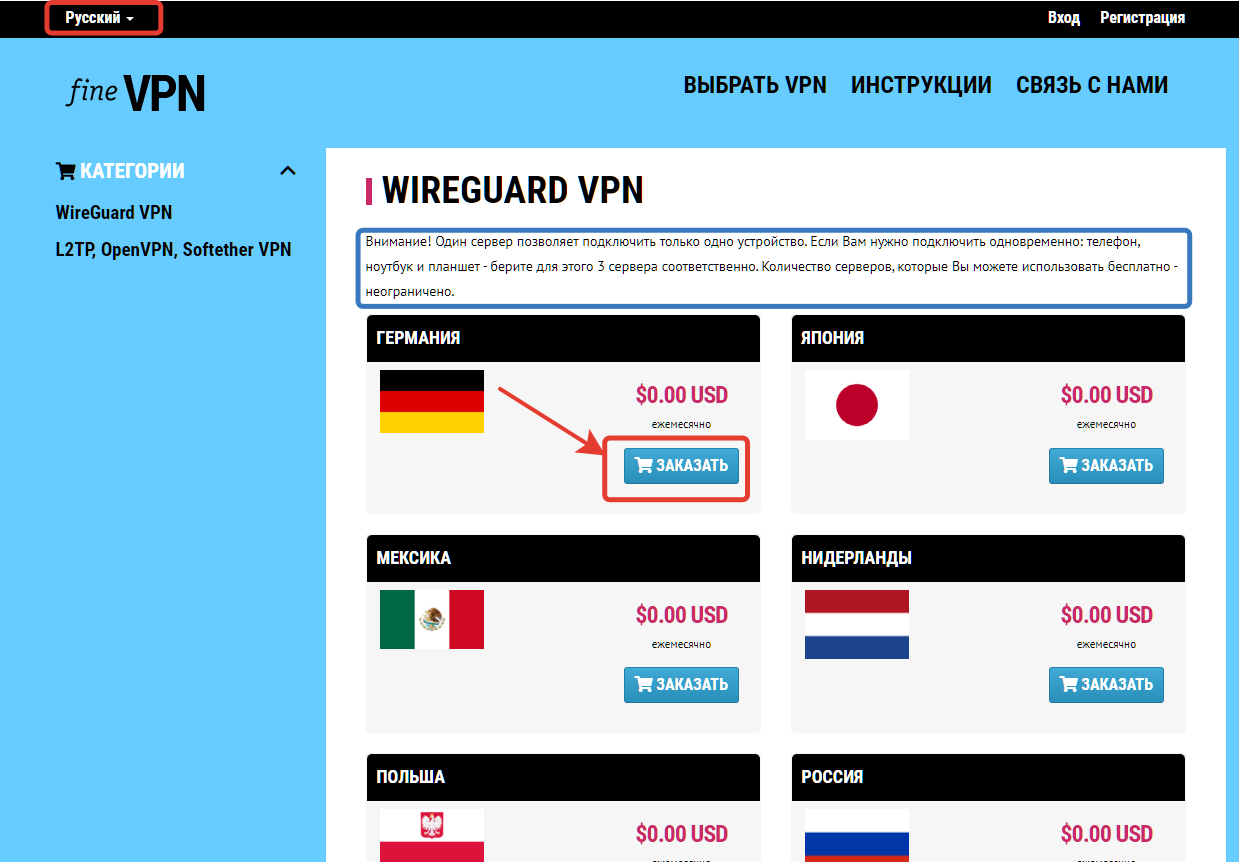 Русский
Вход Регистрация
fine VPN
ВЫБРАТЬ VPN ИНСТРУКЦИИ СВЯЗЬ С НАМИ
КАТЕГОРИИ
WireGuard VPN
L2TP, OpenVPN, Softether VPN
WIREGUARD VPN
Внимание! Один сервер позволяет подключить только одно устройство. Если Вам нужно подключить одновременно: телефон,
ноутбук и планшет - берите для этого 3 сервера соответственно. Количество серверов, которые Вы можете использовать бесплатно -
неограничено.
ГЕРМАНИЯ
$0.00 USD
ежемесячно
ЗАКАЗАТЬ
ЯПОНИЯ
$0.00 USD
ежемесячно
ЗАКАЗАТЬ
МЕКСИКА
$0.00 USD
ежемесячно
ЗАКАЗАТЬ
НИДЕРЛАНДЫ
$0.00 USD
ежемесячно
ЗАКАЗАТЬ
ПОЛЬША
$0.00 USD
РОССИЯ
$0.00 USD